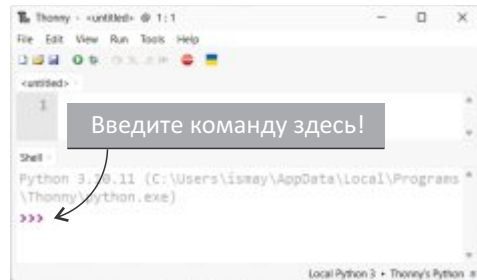 Thonny - <untitled> @ 1:1
File Edit View Run Tools Help
<untitled>
1
Введите команду здесь!
Shell
Python 3.10.11 (C:\Users\ismay\AppData\Local\Programs
\Thonny\python.exe)
>>>
Local Python 3 • Thonny's Python